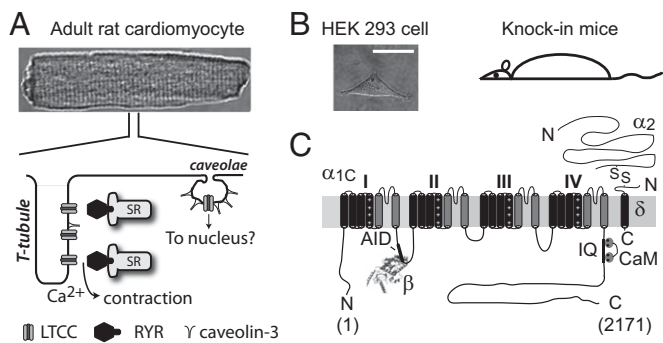 A
Adult rat cardiomyocyte
T-tubule
SR
SR
Ca2+
contraction
caveolae
To nucleus?
LTCC
RYR
caveolin-3
B
HEK 293 cell
Knock-in mice
C
α1C
I
II
III
IV
N
α2
S
S
N
δ
AID
β
IQ
C
CaM
N
(1)
C
(2171)